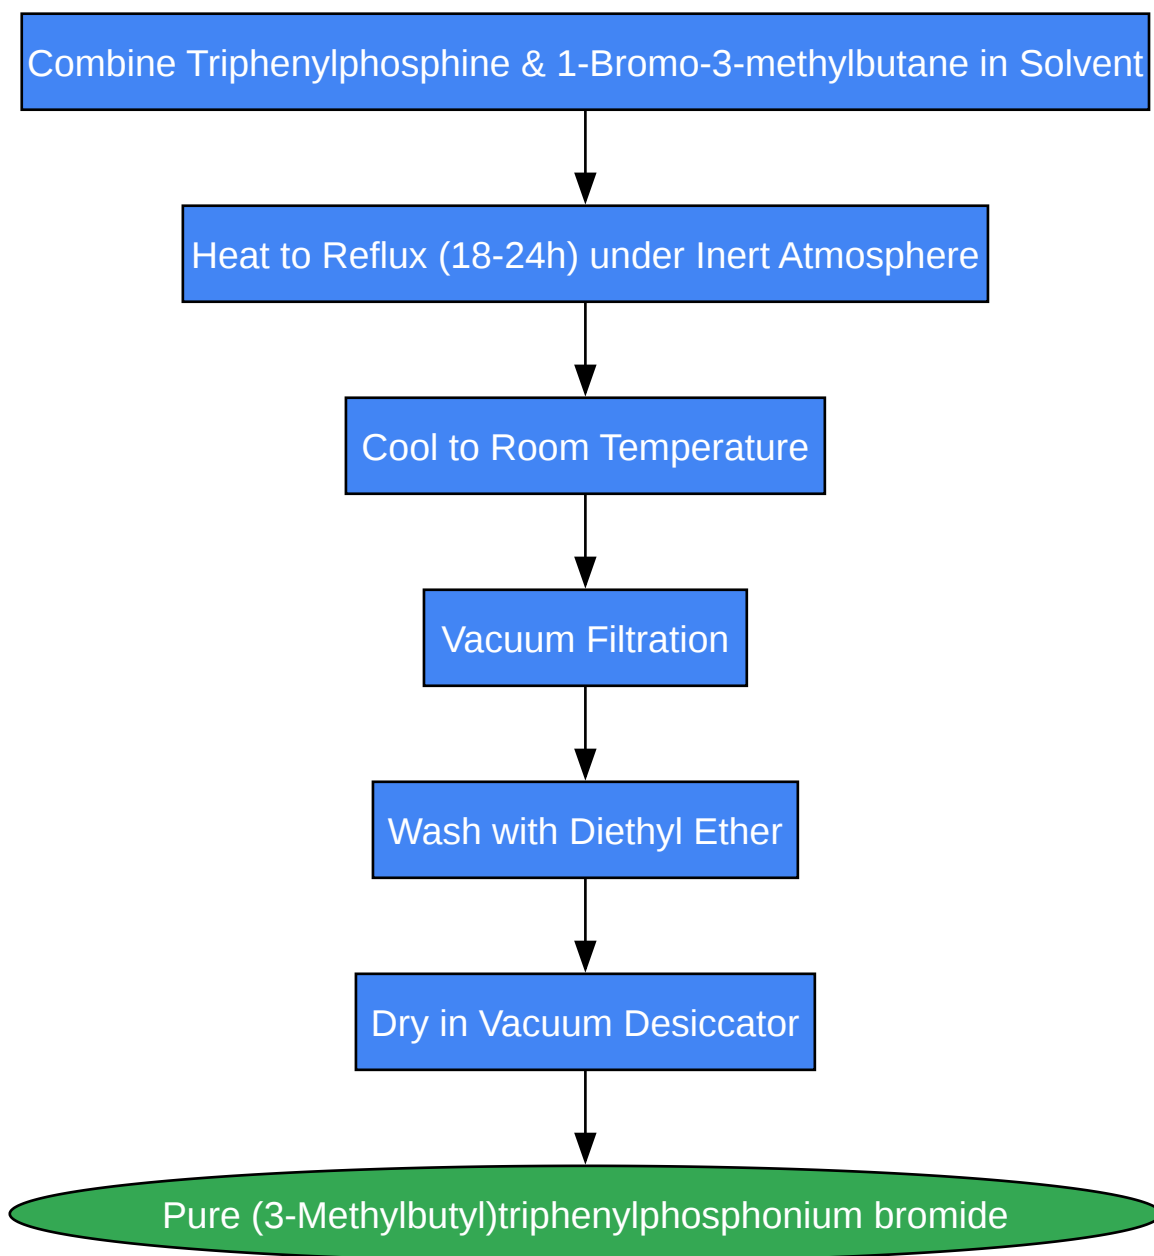 Combine Triphenylphosphine & 1-Bromo-3-methylbutane in Solvent
Heat to Reflux (18-24h) under Inert Atmosphere
Cool to Room Temperature
Vacuum Filtration
Wash with Diethyl Ether
Dry in Vacuum Desiccator
Pure (3-Methylbutyl)triphenylphosphonium bromide